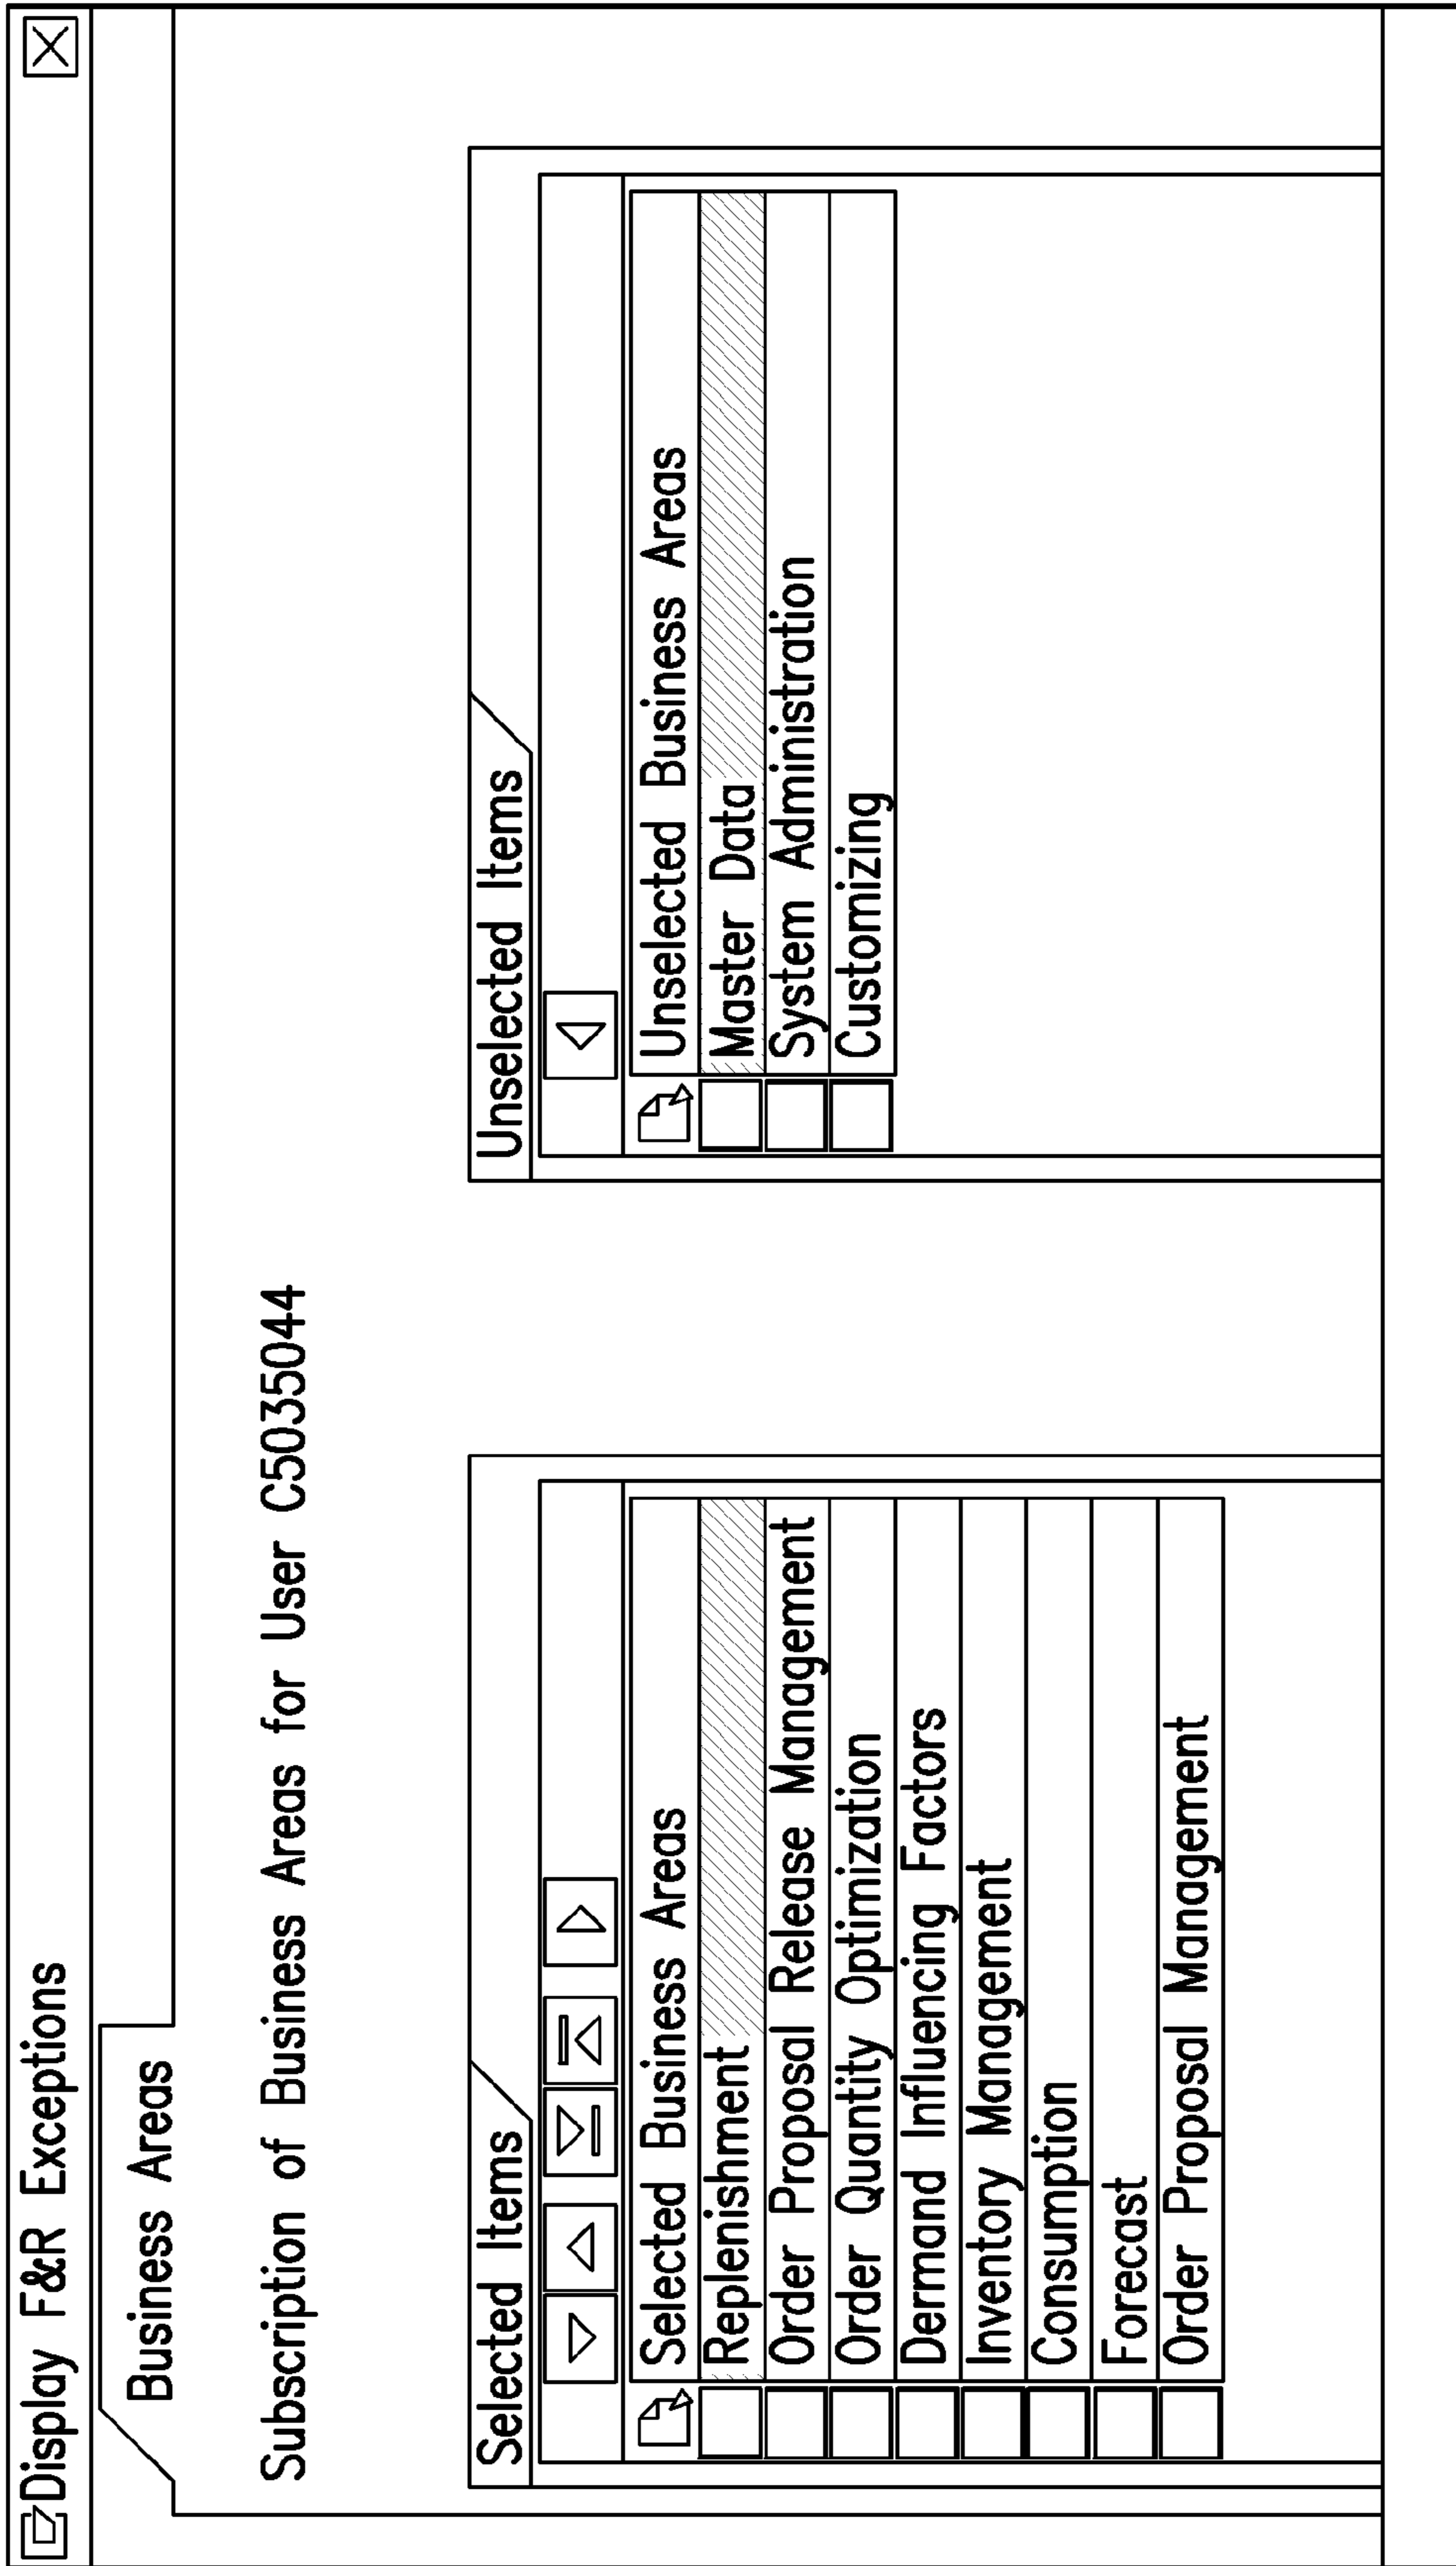 Display F&R Exceptions
Business Areas
Subscription of Business Areas for User C5035044
Selected Items
Selected Business Areas
Replenishment
Order Proposal Release Management
Order Quantity Optimization
Dermand Influencing Factors
Inventory Management
Consumption
Forecast
Order Proposal Management
Unselected Items
Unselected Business Areas
Master Data
System Administration
Customizing